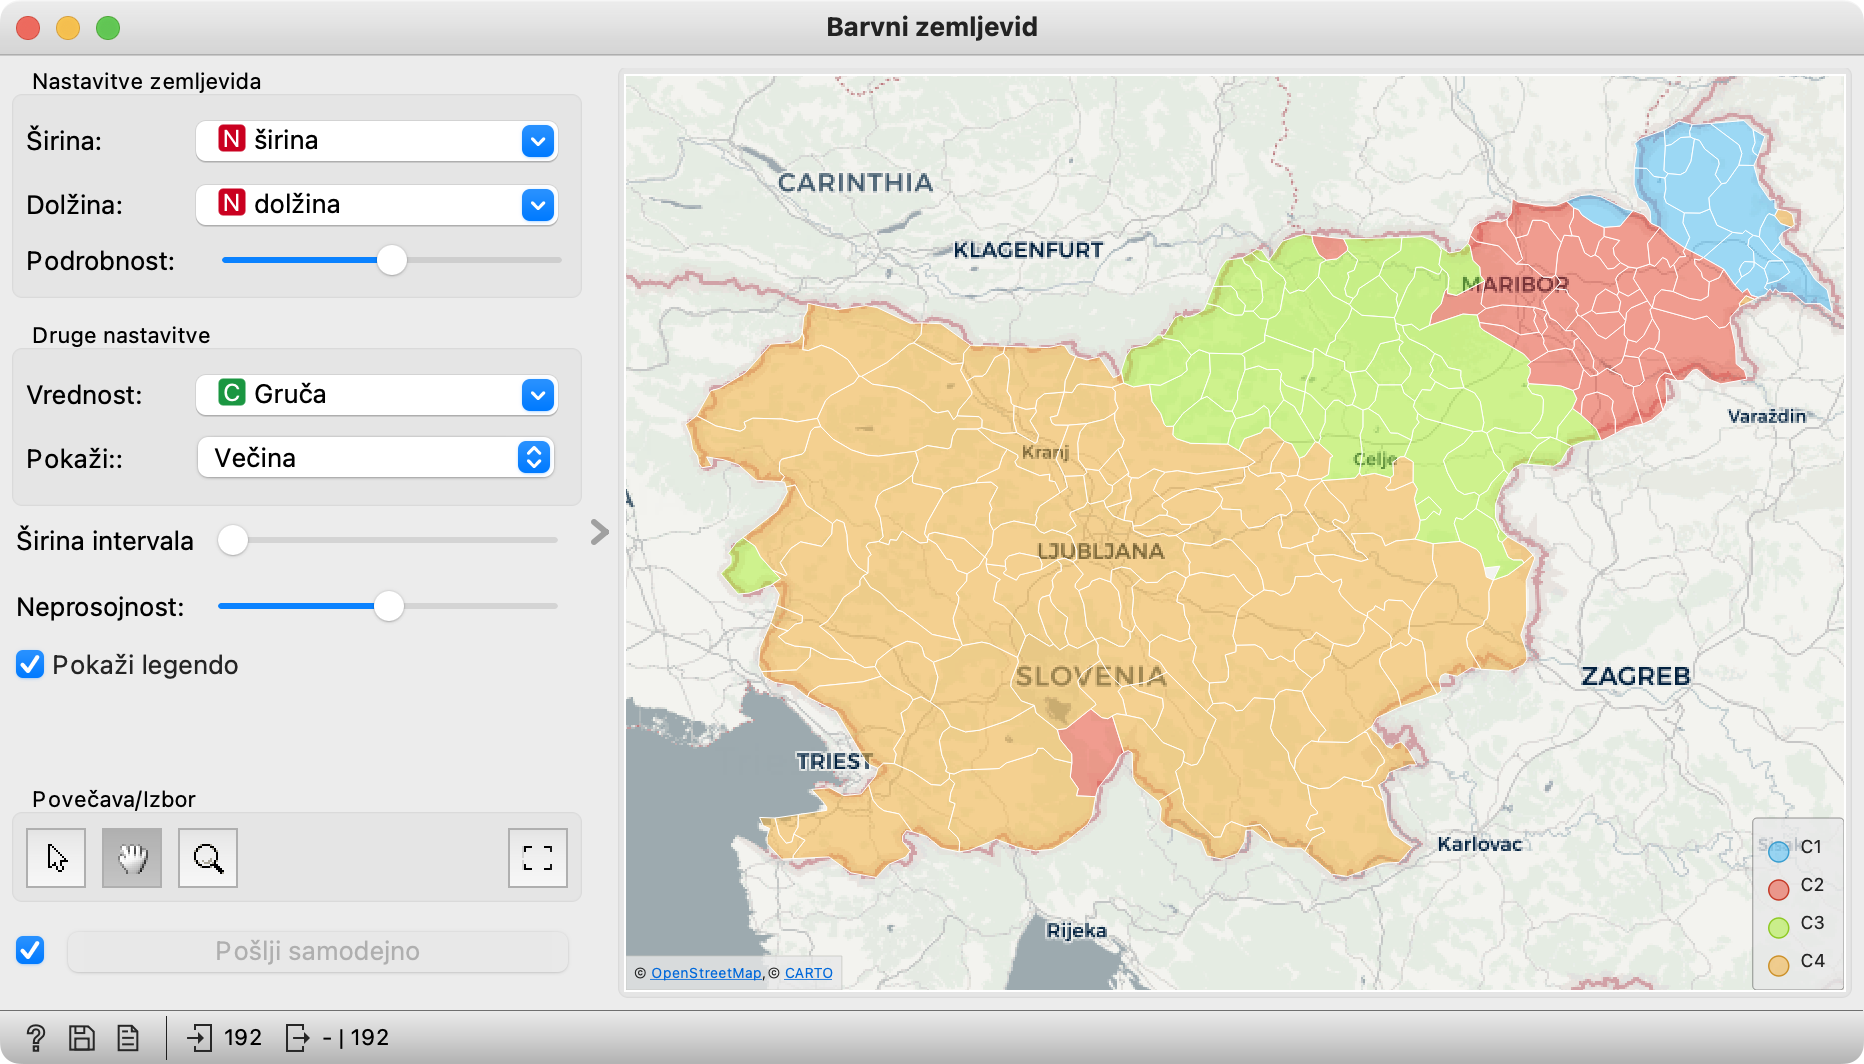 Barvni zemljevid
Nastavitve zemljevida
Širina:
N širina
Dolžina:
N dolžina
Podrobnost:
Druge nastavitve
Vrednost:
C Gruča
Pokaži::
Večina
Širina intervala
Neprosojnost:
Pokaži legendo
Povečava/Izbor
Pošlji samodejno
192
- | 192
CARINTHIA
KLAGENFURT
MARIBOR
Varaždin
Kranj
Celje
LJUBLJANA
SLOVENIA
ZAGREB
TRIEST
Karlovac
Rijeka
C1
C2
C3
C4
© OpenStreetMap, © CARTO